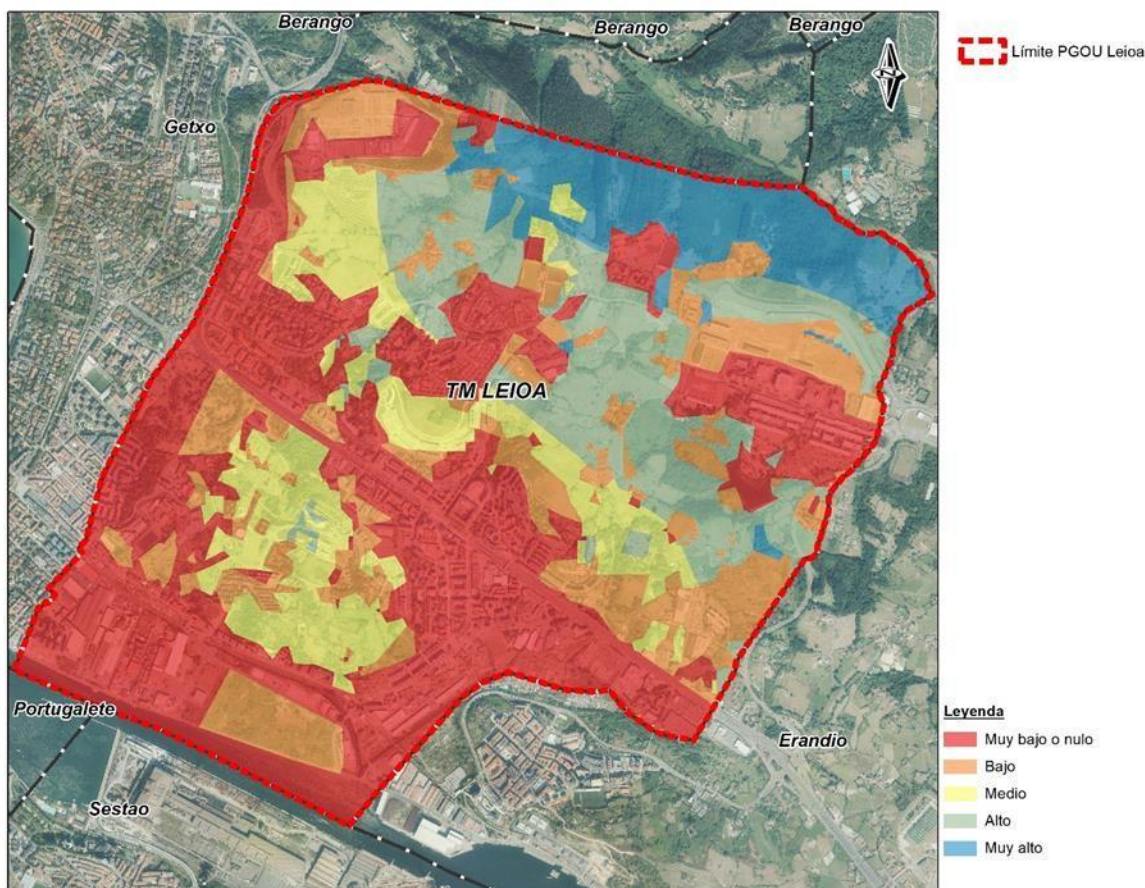 Berango
Berango
Berango
Límite PGOU Leioa
N
Getxo
TM LEIOA
Portugalete
Erandio
Sestao
Leyenda
Muy bajo o nulo
Bajo
Medio
Alto
Muy alto